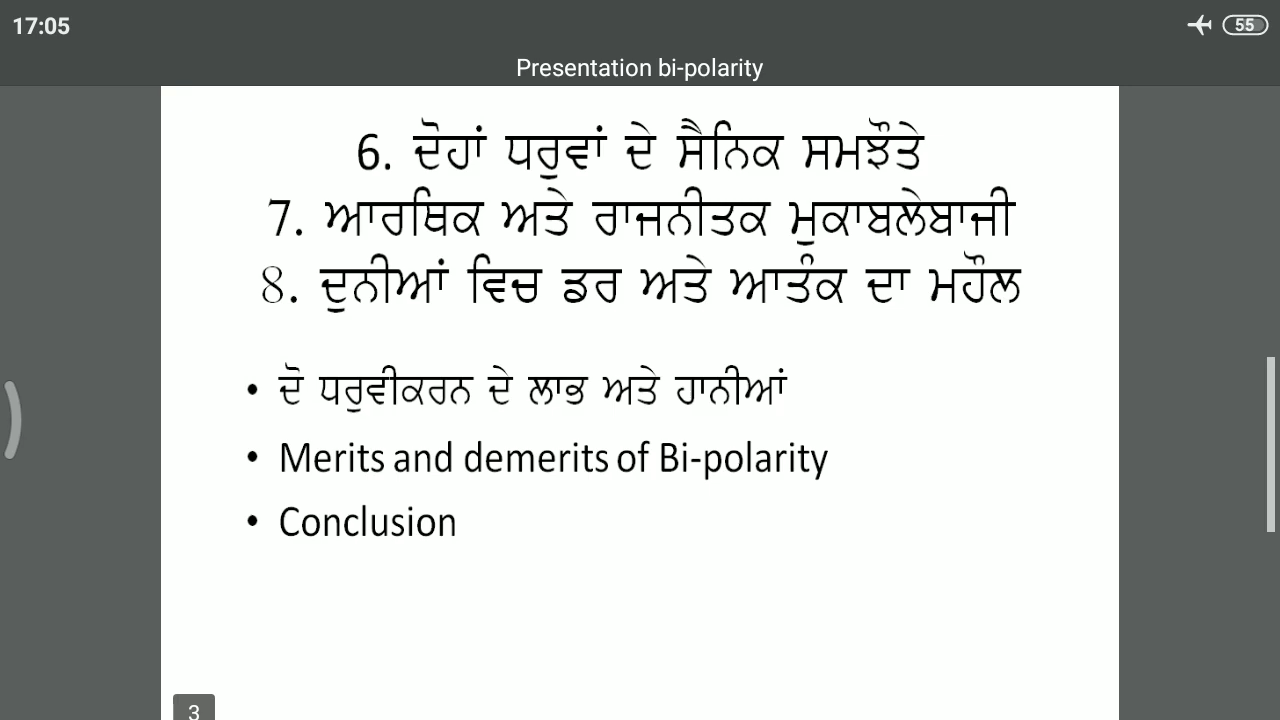 17:05
55
Presentation bi-polarity
6. ਦੋਹਾਂ ਧਰੁਵਾਂ ਦੇ ਸੈਨਿਕ ਸਮਝੌਤੇ
7. ਆਰਥਿਕ ਅਤੇ ਰਾਜਨੀਤਕ ਮੁਕਾਬਲੇਬਾਜੀ
8. ਦੁਨੀਆਂ ਵਿਚ ਡਰ ਅਤੇ ਆਤੰਕ ਦਾ ਮਹੌਲ
• ਦੋ ਧਰੁਵੀਕਰਨ ਦੇ ਲਾਭ ਅਤੇ ਹਾਨੀਆਂ
• Merits and demerits of Bi-polarity
• Conclusion
3